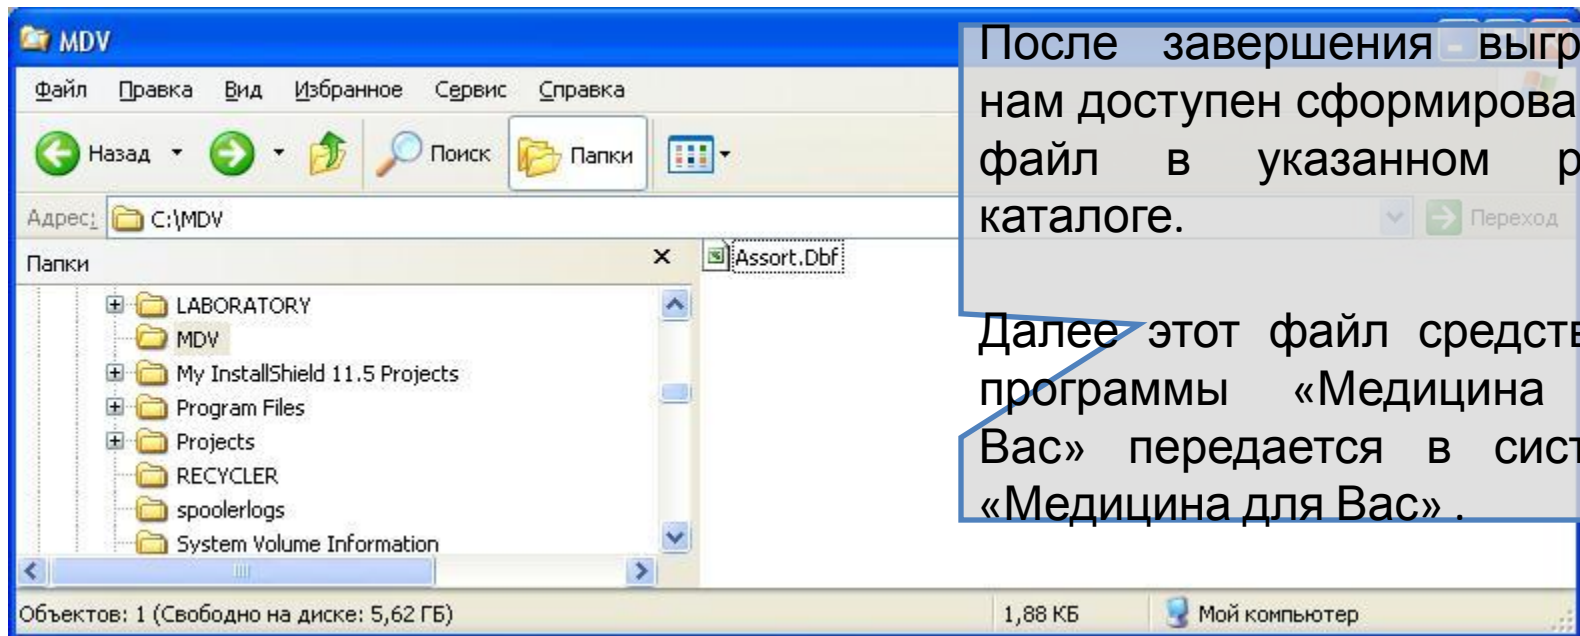 MDV
Файл Правка Вид Избранное Сервис Справка
Назад Поиск Папки
Адрес: C:\MDV Переход
Папки
LABORATORY
MDV
My InstallShield 11.5 Projects
Program Files
Projects
RECYCLER
spoolerlogs
System Volume Information
Assort.Dbf
После завершения
нам доступен
файл в указанном
каталоге.
Далее этот файл
программы «Медицина
Вас» передается в
«Медицина для Вас» .
Объектов: 1 (Свободно на диске: 5,62 ГБ) 1,88 КБ Мой компьютер